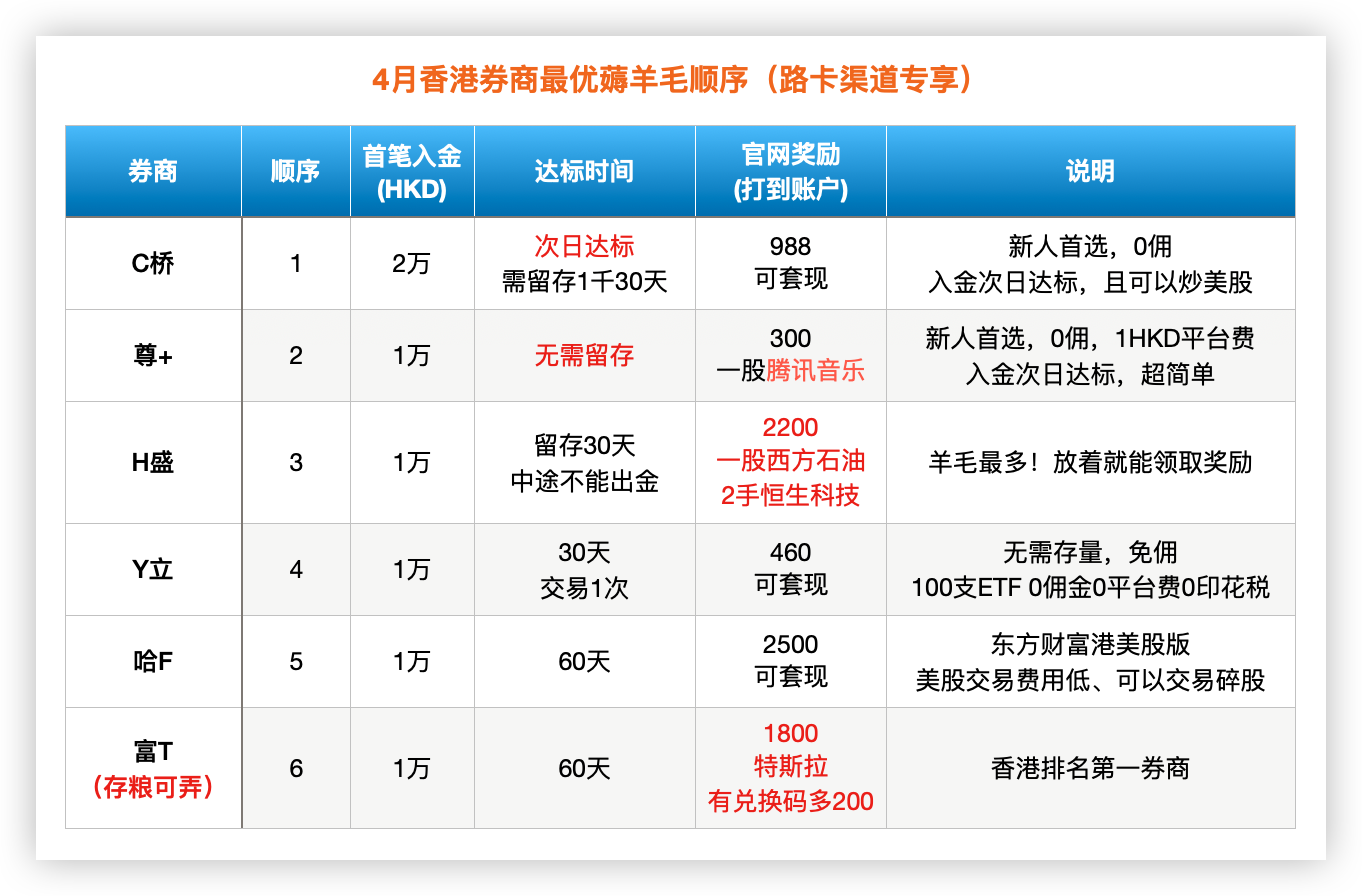 4月香港券商最优薅羊毛顺序（路卡渠道专享）
券商 顺序 首笔入金 (HKD) 达标时间 官网奖励 (打到账户) 说明
C桥 1 2万 次日达标 988 新人首选，0佣
需留存1千30天 可套现 入金次日达标，且可以炒美股
尊+ 2 1万 无需留存 300 新人首选，0佣，1HKD平台费
一股腾讯音乐 入金次日达标，超简单
H盛 3 1万 留存30天 2200 羊毛最多！放着就能领取奖励
中途不能出金 一股西方石油
2手恒生科技
Y立 4 1万 30天 460 无需存量，免佣
交易1次 可套现 100支ETF 0佣金0平台费0印花税
哈F 5 1万 60天 2500 东方财富港美股版
可套现 美股交易费用低、可以交易碎股
富T 6 1万 60天 1800 香港排名第一券商
（存粮可弄） 特斯拉
有兑换码多200